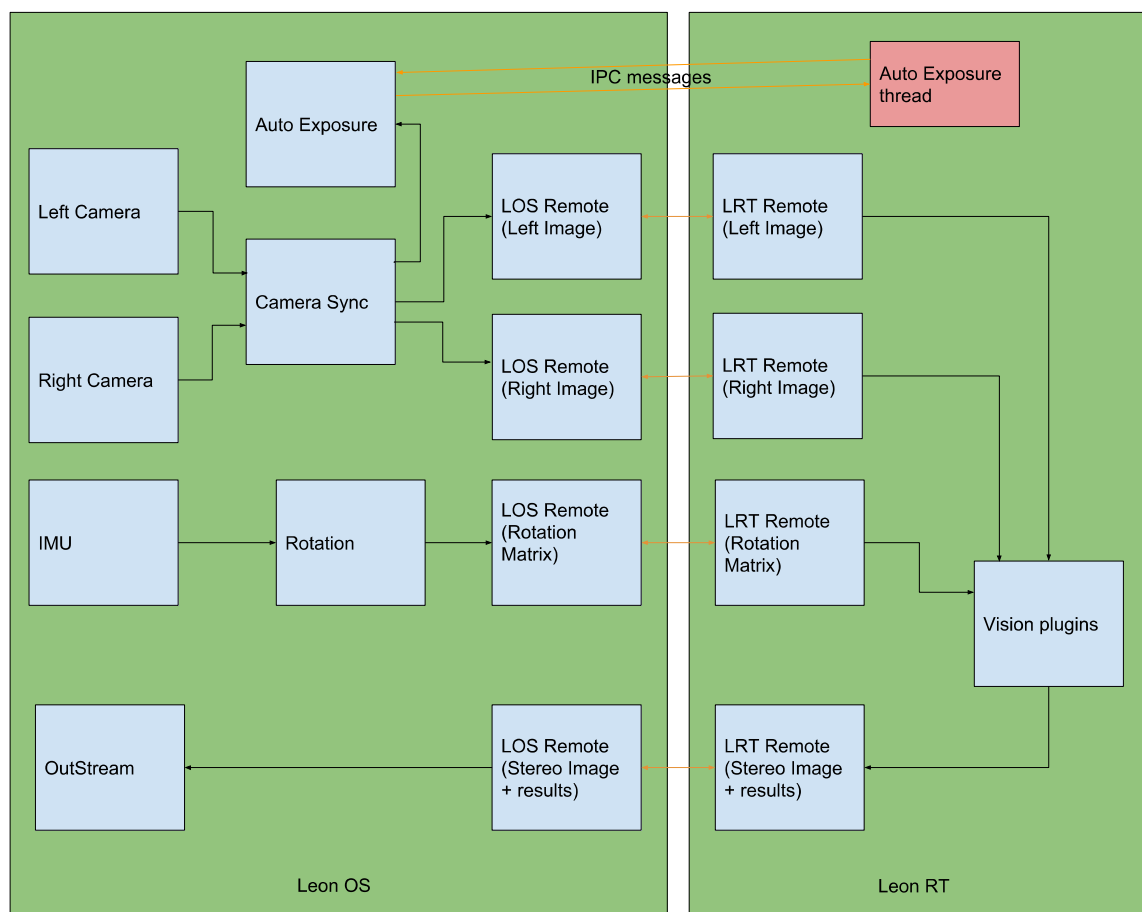 IPC messages
Auto Exposure
thread
Auto Exposure
Left Camera
LOS Remote
(Left Image)
LRT Remote
(Left Image)
Camera Sync
Right Camera
LOS Remote
(Right Image)
LRT Remote
(Right Image)
IMU
Rotation
LOS Remote
(Rotation
Matrix)
LRT Remote
(Rotation
Matrix)
Vision plugins
OutStream
LOS Remote
(Stereo Image
+ results)
LRT Remote
(Stereo Image
+ results)
Leon OS
Leon RT